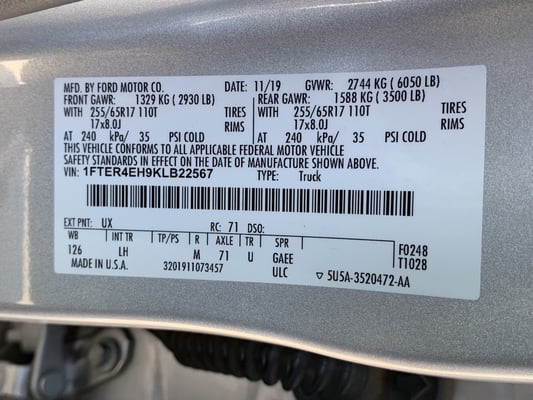 MFD. BY FORD MOTOR CO. DATE: 11/19 GVWR: 2744 KG (6050 LB)
FRONT GAWR: 1329 KG (2930 LB) REAR GAWR: 1588 KG (3500 LB)
WITH 255/65R17 110T TIRES WITH 255/65R17 110T TIRES
17x8.0J RIMS 17x8.0J RIMS
AT 240 kPa/ 35 PSI COLD AT 240 kPa/ 35 PSI COLD
THIS VEHICLE CONFORMS TO ALL APPLICABLE FEDERAL MOTOR VEHICLE
SAFETY STANDARDS IN EFFECT ON THE DATE OF MANUFACTURE SHOWN ABOVE.
VIN: 1FTER4EH9KLB22567 TYPE: Truck
EXT PNT: UX RC: 71 DSO:
WB INT TR TP/PS R AXLE TR SPR F0248
126 LH M 71 U GAEE T1028
MADE IN U.S.A. 3201911073457 ULC ▽ 5U5A-3520472-AA